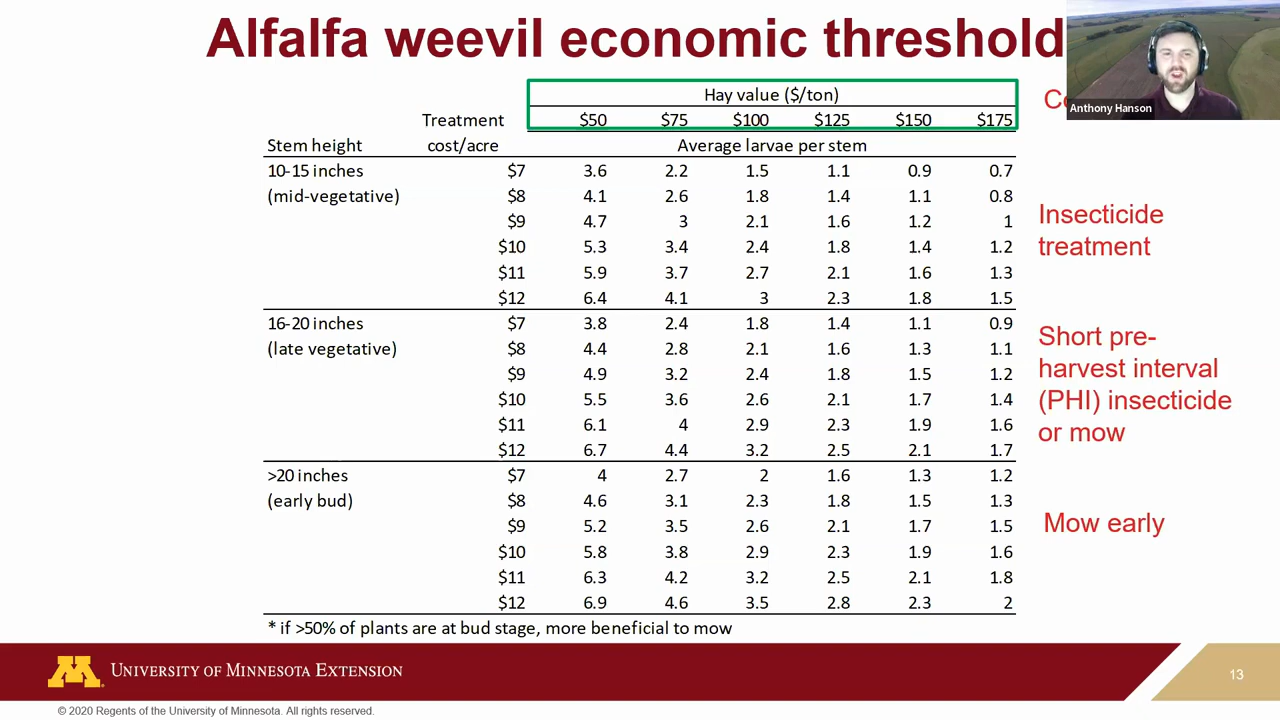 Alfalfa weevil economic threshold
Anthony Hanson
Hay value ($/ton)
Treatment $50 $75 $100 $125 $150 $175
Stem height cost/acre Average larvae per stem
10-15 inches $7 3.6 2.2 1.5 1.1 0.9 0.7
(mid-vegetative) $8 4.1 2.6 1.8 1.4 1.1 0.8
$9 4.7 3 2.1 1.6 1.2 1
$10 5.3 3.4 2.4 1.8 1.4 1.2
$11 5.9 3.7 2.7 2.1 1.6 1.3
$12 6.4 4.1 3 2.3 1.8 1.5
16-20 inches $7 3.8 2.4 1.8 1.4 1.1 0.9
(late vegetative) $8 4.4 2.8 2.1 1.6 1.3 1.1
$9 4.9 3.2 2.4 1.8 1.5 1.2
$10 5.5 3.6 2.6 2.1 1.7 1.4
$11 6.1 4 2.9 2.3 1.9 1.6
$12 6.7 4.4 3.2 2.5 2.1 1.7
>20 inches $7 4 2.7 2 1.6 1.3 1.2
(early bud) $8 4.6 3.1 2.3 1.8 1.5 1.3
$9 5.2 3.5 2.6 2.1 1.7 1.5
$10 5.8 3.8 2.9 2.3 1.9 1.6
$11 6.3 4.2 3.2 2.5 2.1 1.8
$12 6.9 4.6 3.5 2.8 2.3 2
* if >50% of plants are at bud stage, more beneficial to mow
Insecticide
treatment
Short pre-
harvest interval
(PHI) insecticide
or mow
Mow early
M UNIVERSITY OF MINNESOTA EXTENSION
13
© 2020 Regents of the University of Minnesota. All rights reserved.